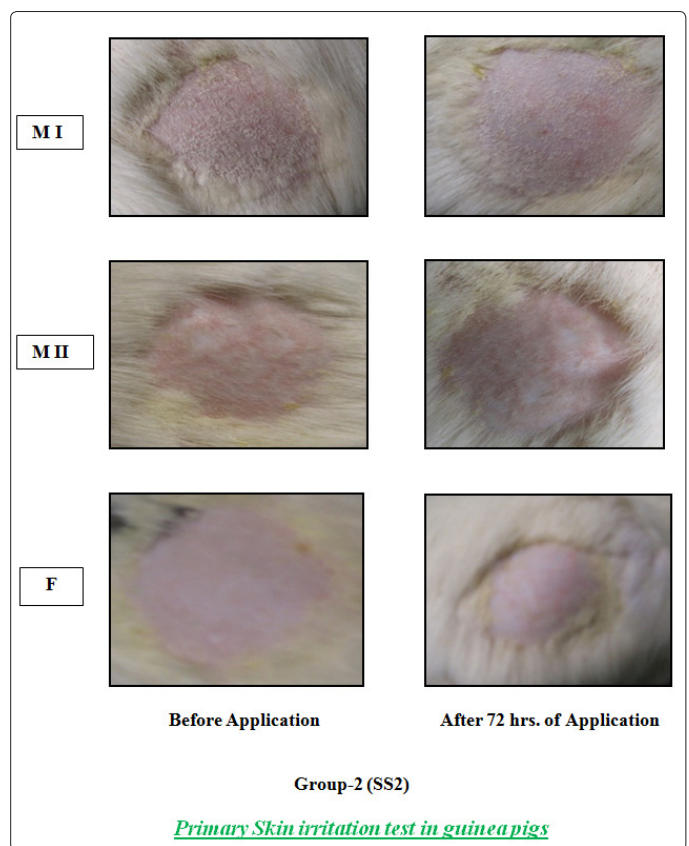 M I
M II
F
Before Application
After 72 hrs. of Application
Group-2 (SS2)
Primary Skin irritation test in guinea pigs